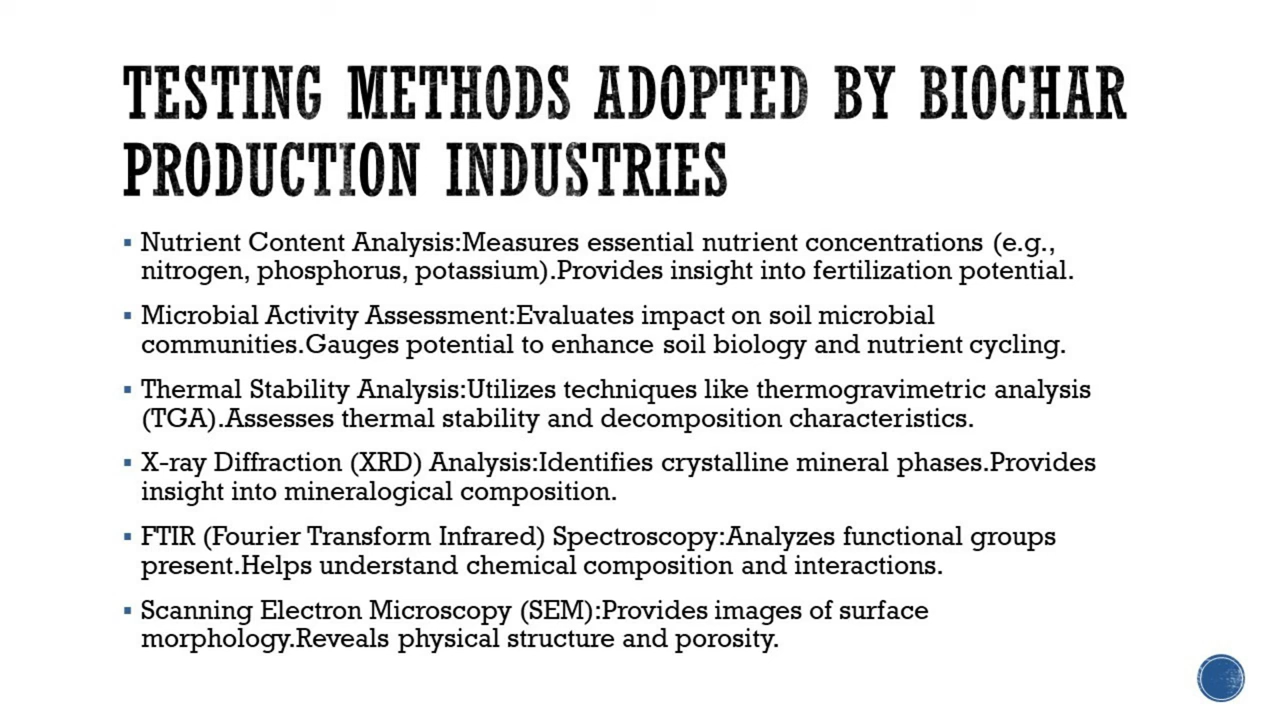 TESTING METHODS ADOPTED BY BIOCHAR
PRODUCTION INDUSTRIES
▪ Nutrient Content Analysis:Measures essential nutrient concentrations (e.g.,
nitrogen, phosphorus, potassium).Provides insight into fertilization potential.
▪ Microbial Activity Assessment:Evaluates impact on soil microbial
communities.Gauges potential to enhance soil biology and nutrient cycling.
▪ Thermal Stability Analysis:Utilizes techniques like thermogravimetric analysis
(TGA).Assesses thermal stability and decomposition characteristics.
▪ X-ray Diffraction (XRD) Analysis:Identifies crystalline mineral phases.Provides
insight into mineralogical composition.
▪ FTIR (Fourier Transform Infrared) Spectroscopy:Analyzes functional groups
present.Helps understand chemical composition and interactions.
▪ Scanning Electron Microscopy (SEM):Provides images of surface
morphology.Reveals physical structure and porosity.